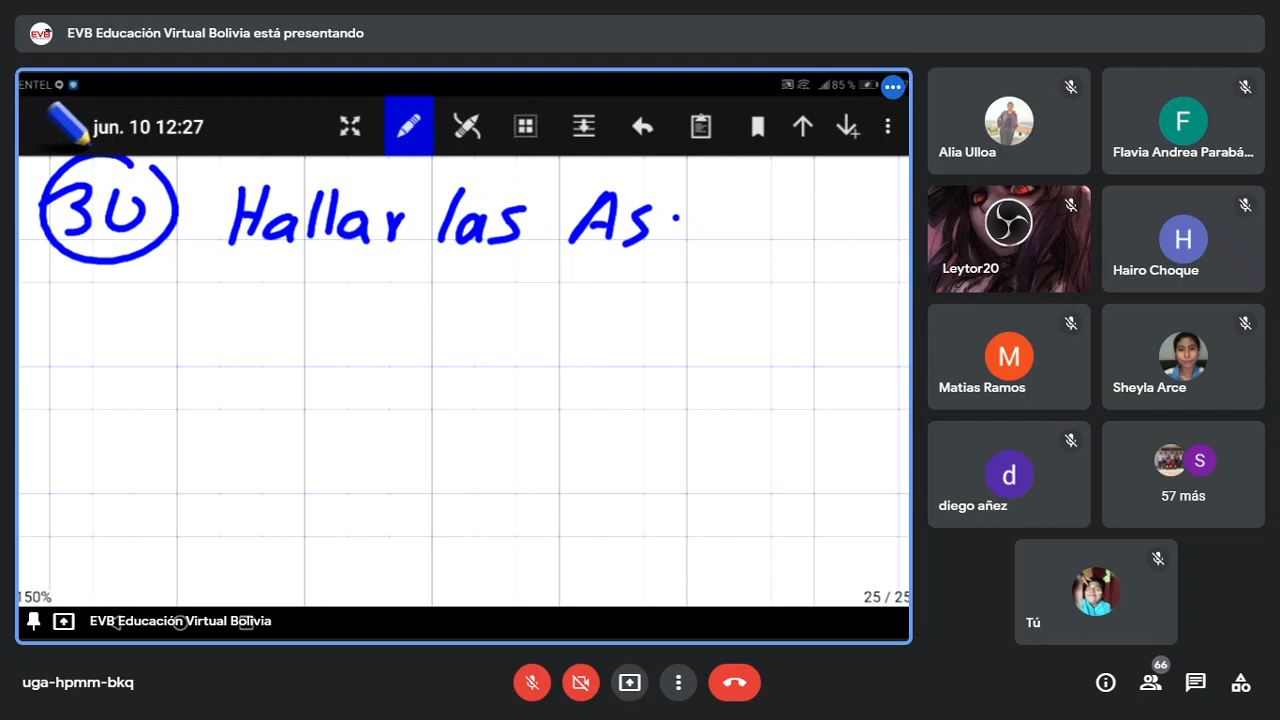 EVB Educación Virtual Bolivia está presentando
ENTEL
85 %
jun. 10 12:27
30 Hallar las As.
150%
25 / 25
EVB Educación Virtual Bolivia
Alia Ulloa
F
Flavia Andrea Parabá...
Leytor20
H
Hairo Choque
M
Matias Ramos
Sheyla Arce
d
diego añez
S
57 más
Tú
uga-hpmm-bkq
66